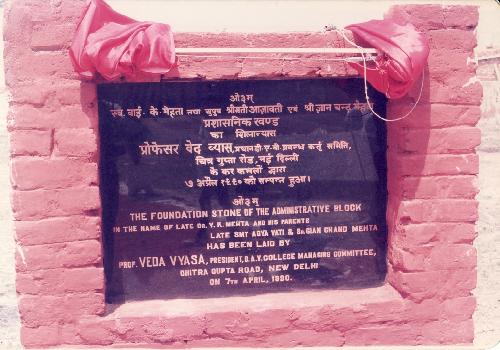 ओ३म्
स्व. वाई. के. मेहता तथा सुपुत्र श्रीमती आज्ञावती एवं श्री ज्ञान चन्द मेहता
प्रशासनिक खण्ड
का शिलान्यास
प्रोफेसर वेद व्यास, प्रधान डी-ए-वी प्रबन्ध कर्तृ समिति,
चित्र गुप्ता रोड, नई दिल्ली
के कर कमलों द्वारा
७ अप्रैल १९९० को सम्पन्न हुआ।
ओ३म्
THE FOUNDATION STONE OF THE ADMINISTRATIVE BLOCK
IN THE NAME OF LATE DR. Y. K. MEHTA AND HIS PARENTS
LATE SMT AGYA VATI & SH. GIAN CHAND MEHTA
HAS BEEN LAID BY
PROF. VEDA VYASA, PRESIDENT, D.A.V. COLLEGE MANAGING COMMITTEE,
CHITRA GUPTA ROAD, NEW DELHI
ON 7TH APRIL, 1990.